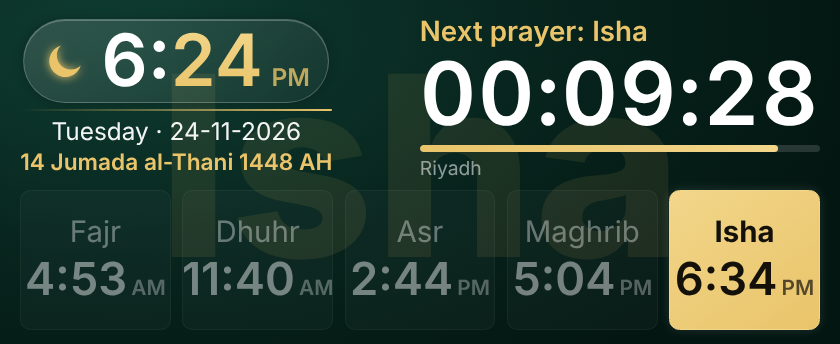 6:24 PM
Tuesday · 24-11-2026
14 Jumada al-Thani 1448 AH
Next prayer: Isha
00:09:28
Riyadh
Isha
Fajr
4:53 AM
Dhuhr
11:40 AM
Asr
2:44 PM
Maghrib
5:04 PM
Isha
6:34 PM